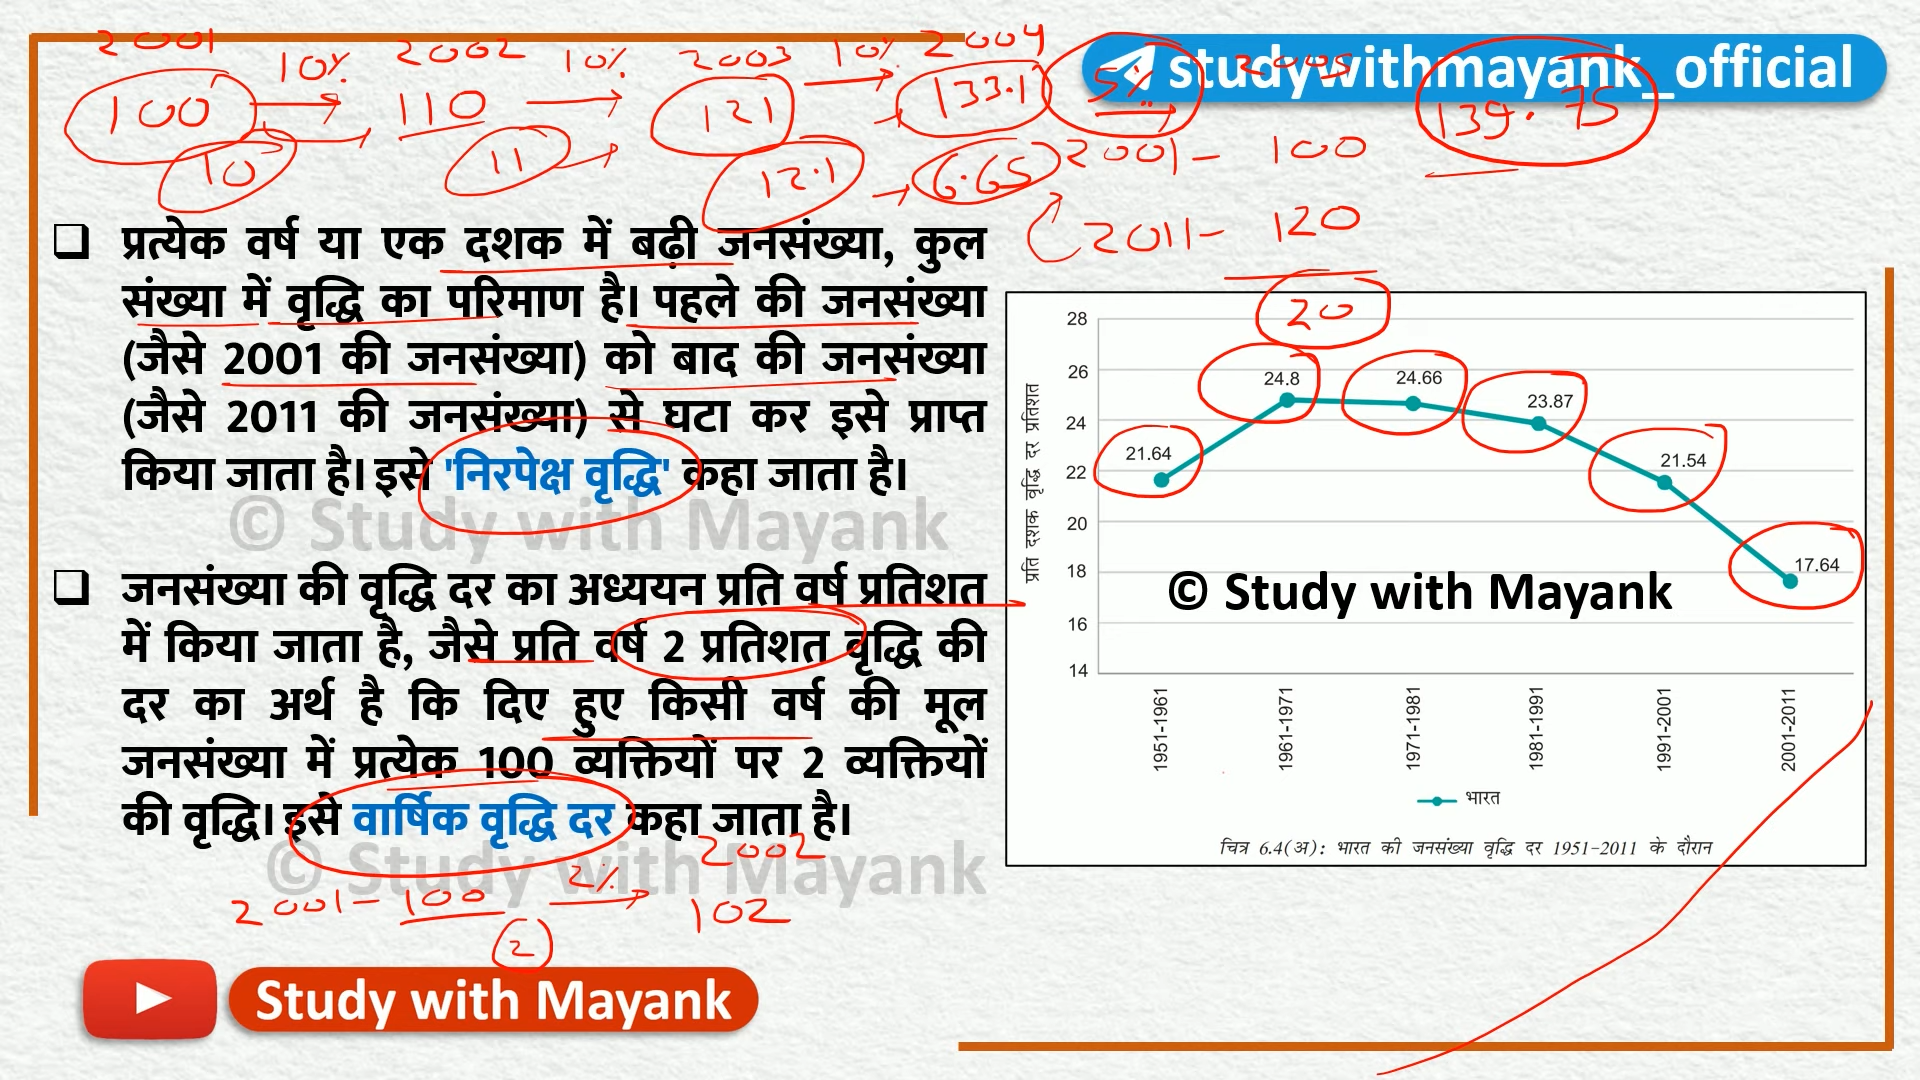 2001 10% 2002 10% 2003 10% 2004
studywithmayank_official
5% 2005
100 110 121 133.1 139.75
10 11 12.1 6.65
2001- 100
2011- 120
20
प्रत्येक वर्ष या एक दशक में बढ़ी जनसंख्या, कुल
संख्या में वृद्धि का परिमाण है। पहले की जनसंख्या
(जैसे 2001 की जनसंख्या) को बाद की जनसंख्या
(जैसे 2011 की जनसंख्या) से घटा कर इसे प्राप्त
किया जाता है। इसे 'निरपेक्ष वृद्धि' कहा जाता है।
© Study with Mayank
जनसंख्या की वृद्धि दर का अध्ययन प्रति वर्ष प्रतिशत
में किया जाता है, जैसे प्रति वर्ष 2 प्रतिशत वृद्धि की
दर का अर्थ है कि दिए हुए किसी वर्ष की मूल
जनसंख्या में प्रत्येक 100 व्यक्तियों पर 2 व्यक्तियों
की वृद्धि। इसे वार्षिक वृद्धि दर कहा जाता है।
© Study with Mayank
2002
2001- 100 2% 102
2
Study with Mayank
प्रति दशक वृद्धि दर प्रतिशत
28
26
24
22
20
18
16
14
21.64
24.8
24.66
23.87
21.54
17.64
© Study with Mayank
1951-1961
1961-1971
1971-1981
1981-1991
1991-2001
2001-2011
भारत
चित्र 6.4(अ): भारत की जनसंख्या वृद्धि दर 1951-2011 के दौरान